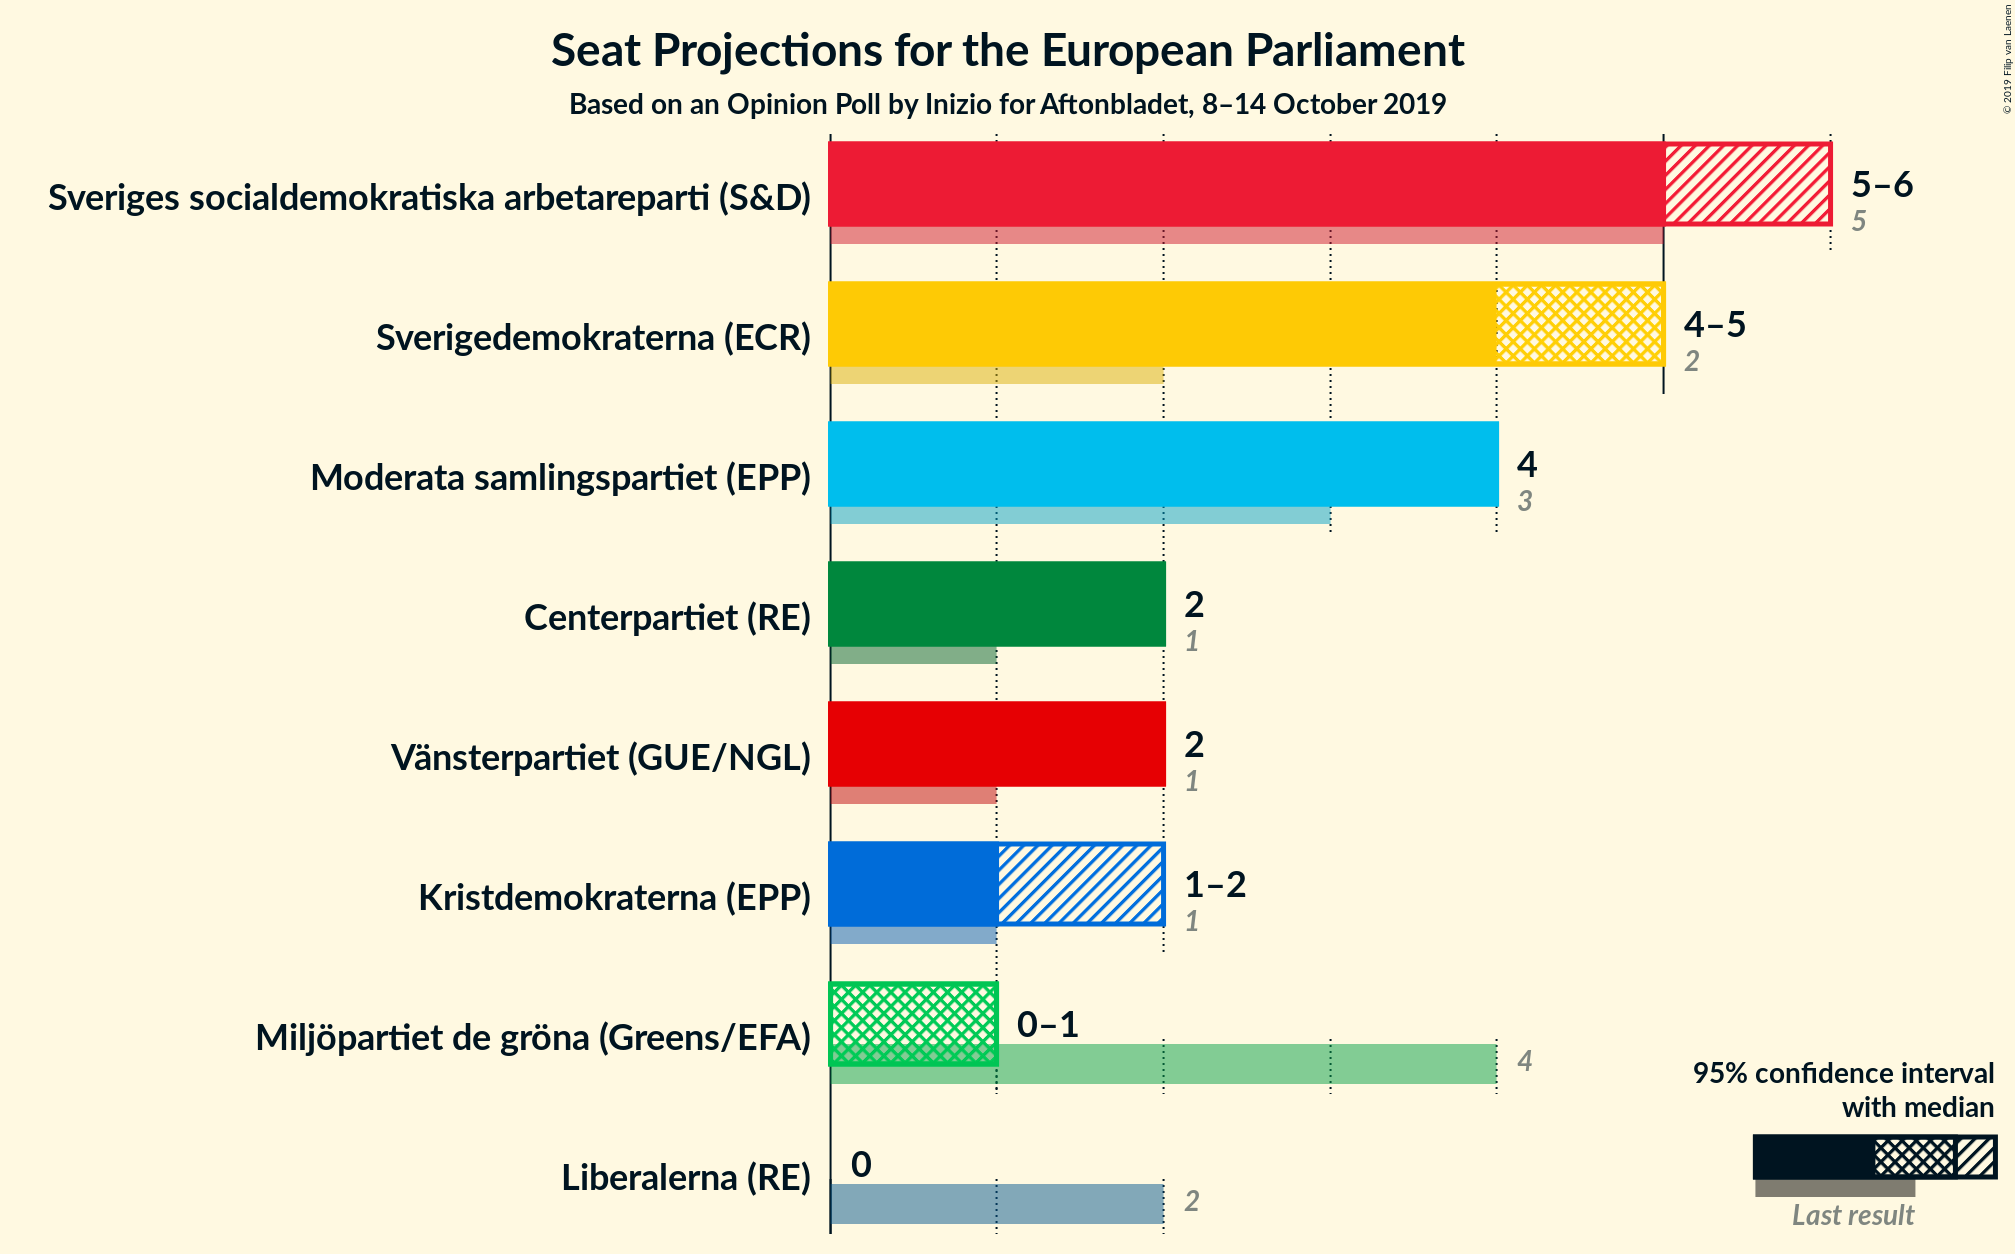 Seat Projections for the European Parliament
Based on an Opinion Poll by Inizio for Aftonbladet, 8–14 October 2019
© 2019 Filip van Laenen
Sveriges socialdemokratiska arbetareparti (S&D)
5–6
5
Sverigedemokraterna (ECR)
4–5
2
Moderata samlingspartiet (EPP)
4
3
Centerpartiet (RE)
2
1
Vänsterpartiet (GUE/NGL)
2
1
Kristdemokraterna (EPP)
1–2
1
Miljöpartiet de gröna (Greens/EFA)
0–1
4
Liberalerna (RE)
0
2
95% confidence interval
with median
Last result